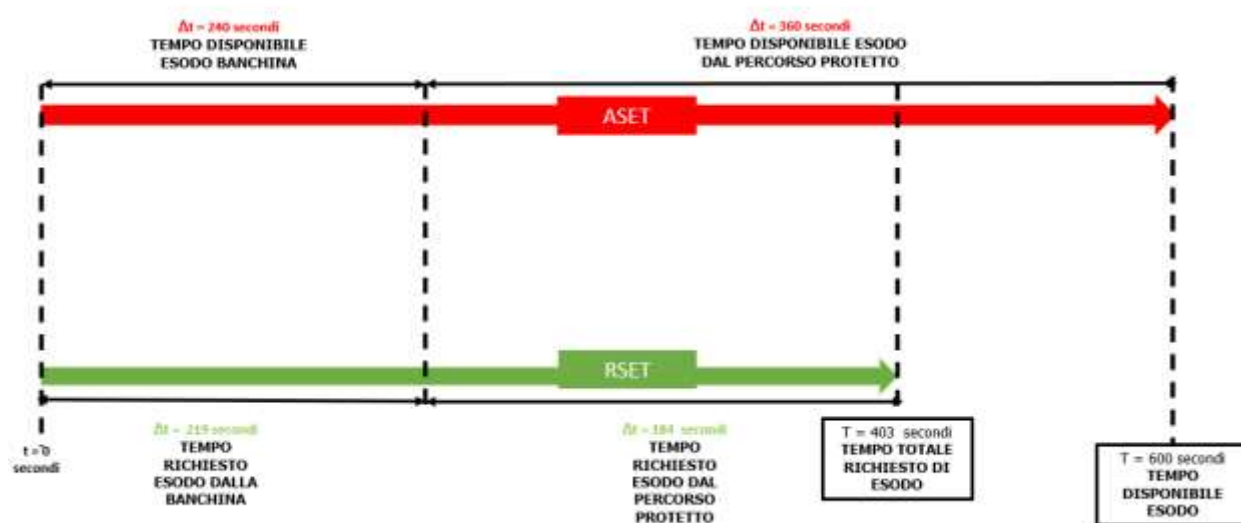 Δt = 240 secondi
TEMPO DISPONIBILE
ESODO BANCHINA
Δt = 360 secondi
TEMPO DISPONIBILE ESODO
DAL PERCORSO PROTETTO
ASET
RSET
t = 0
secondi
Δt = 219 secondi
TEMPO
RICHIESTO
ESODO DALLA
BANCHINA
Δt = 184 secondi
TEMPO
RICHIESTO
ESODO DAL
PERCORSO
PROTETTO
T = 403 secondi
TEMPO TOTALE
RICHIESTO DI
ESODO
T = 600 secondi
TEMPO
DISPONIBILE
ESODO